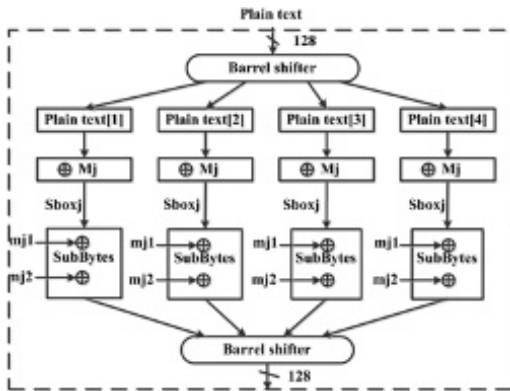 Plain text
128
Barrel shifter
Plain text[1] Plain text[2] Plain text[3] Plain text[4]
⊕ Mj ⊕ Mj ⊕ Mj ⊕ Mj
Sboxj Sboxj Sboxj Sboxj
mj1 mj1 mj1 mj1
SubBytes SubBytes SubBytes SubBytes
mj2 mj2 mj2 mj2
Barrel shifter
128